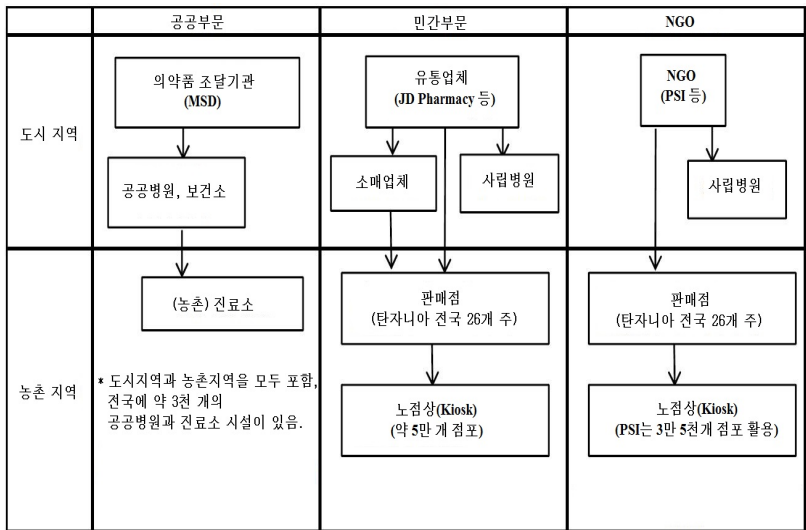 공공부문
민간부문
NGO
도시 지역
의약품 조달기관
(MSD)
공공병원, 보건소
유통업체
(JD Pharmacy 등)
소매업체
사립병원
NGO
(PSI 등)
사립병원
농촌 지역
(농촌) 진료소
* 도시지역과 농촌지역을 모두 포함,
전국에 약 3천 개의
공공병원과 진료소 시설이 있음.
판매점
(탄자니아 전국 26개 주)
노점상(Kiosk)
(약 5만 개 점포)
판매점
(탄자니아 전국 26개 주)
노점상(Kiosk)
(PSI는 3만 5천개 점포 활용)